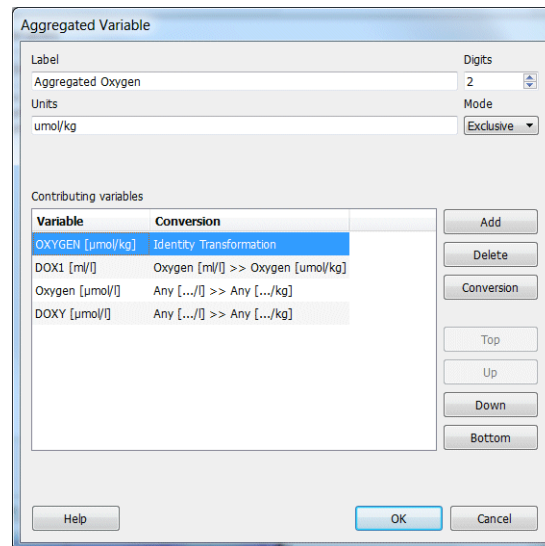 Aggregated Variable
Label Digits
Aggregated Oxygen 2
Units Mode
umol/kg Exclusive
Contributing variables
Variable Conversion
OXYGEN [µmol/kg] Identity Transformation
DOX1 [ml/l] Oxygen [ml/l] >> Oxygen [umol/kg]
Oxygen [µmol/l] Any [.../l] >> Any [.../kg]
DOXY [µmol/l] Any [.../l] >> Any [.../kg]
Add
Delete
Conversion
Top
Up
Down
Bottom
Help OK Cancel